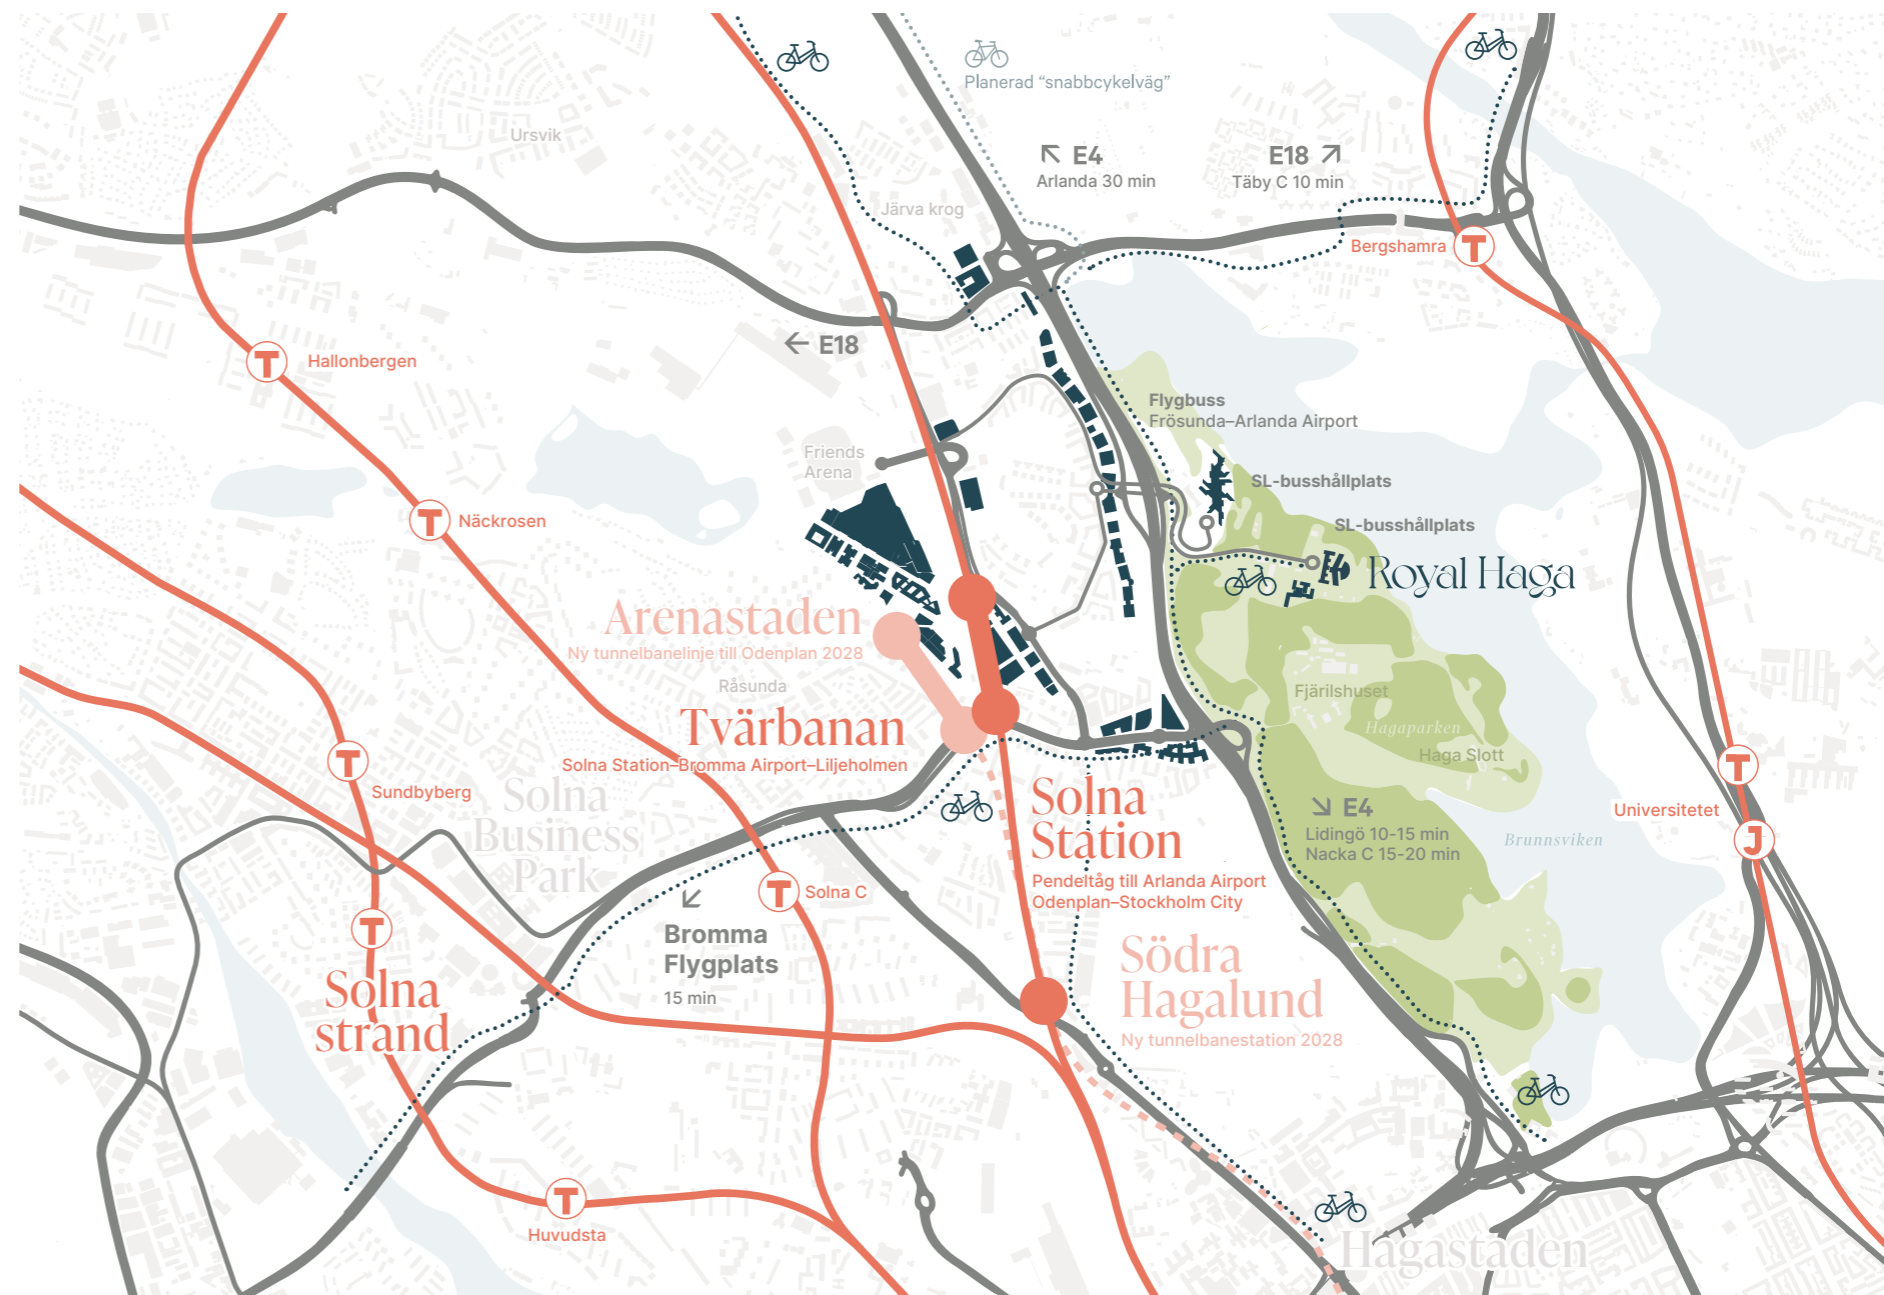 Planerad “snabbcykelväg”
Ursvik
E4
Arlanda 30 min
E18
Täby C 10 min
Järva krog
Bergshamra
T
E18
T
Hallonbergen
Flygbuss
Frösunda–Arlanda Airport
Friends
Arena
SL-busshållplats
T
Näckrosen
SL-busshållplats
Royal Haga
Arenastaden
Ny tunnelbanelinje till Odenplan 2028
Råsunda
Fjärilshuset
Tvärbanan
Solna Station–Bromma Airport–Liljeholmen
Hagaparken
Haga Slott
T
Sundbyberg
T
Solna
Business
Park
Solna
Station
Pendeltåg till Arlanda Airport
Odenplan–Stockholm City
E4
Lidingö 10-15 min
Nacka C 15-20 min
Universitetet
J
Brunnsviken
T
Solna C
T
Bromma
Flygplats
15 min
Södra
Hagalund
Ny tunnelbanestation 2028
Solna
strand
T
Huvudsta
Hagastaden